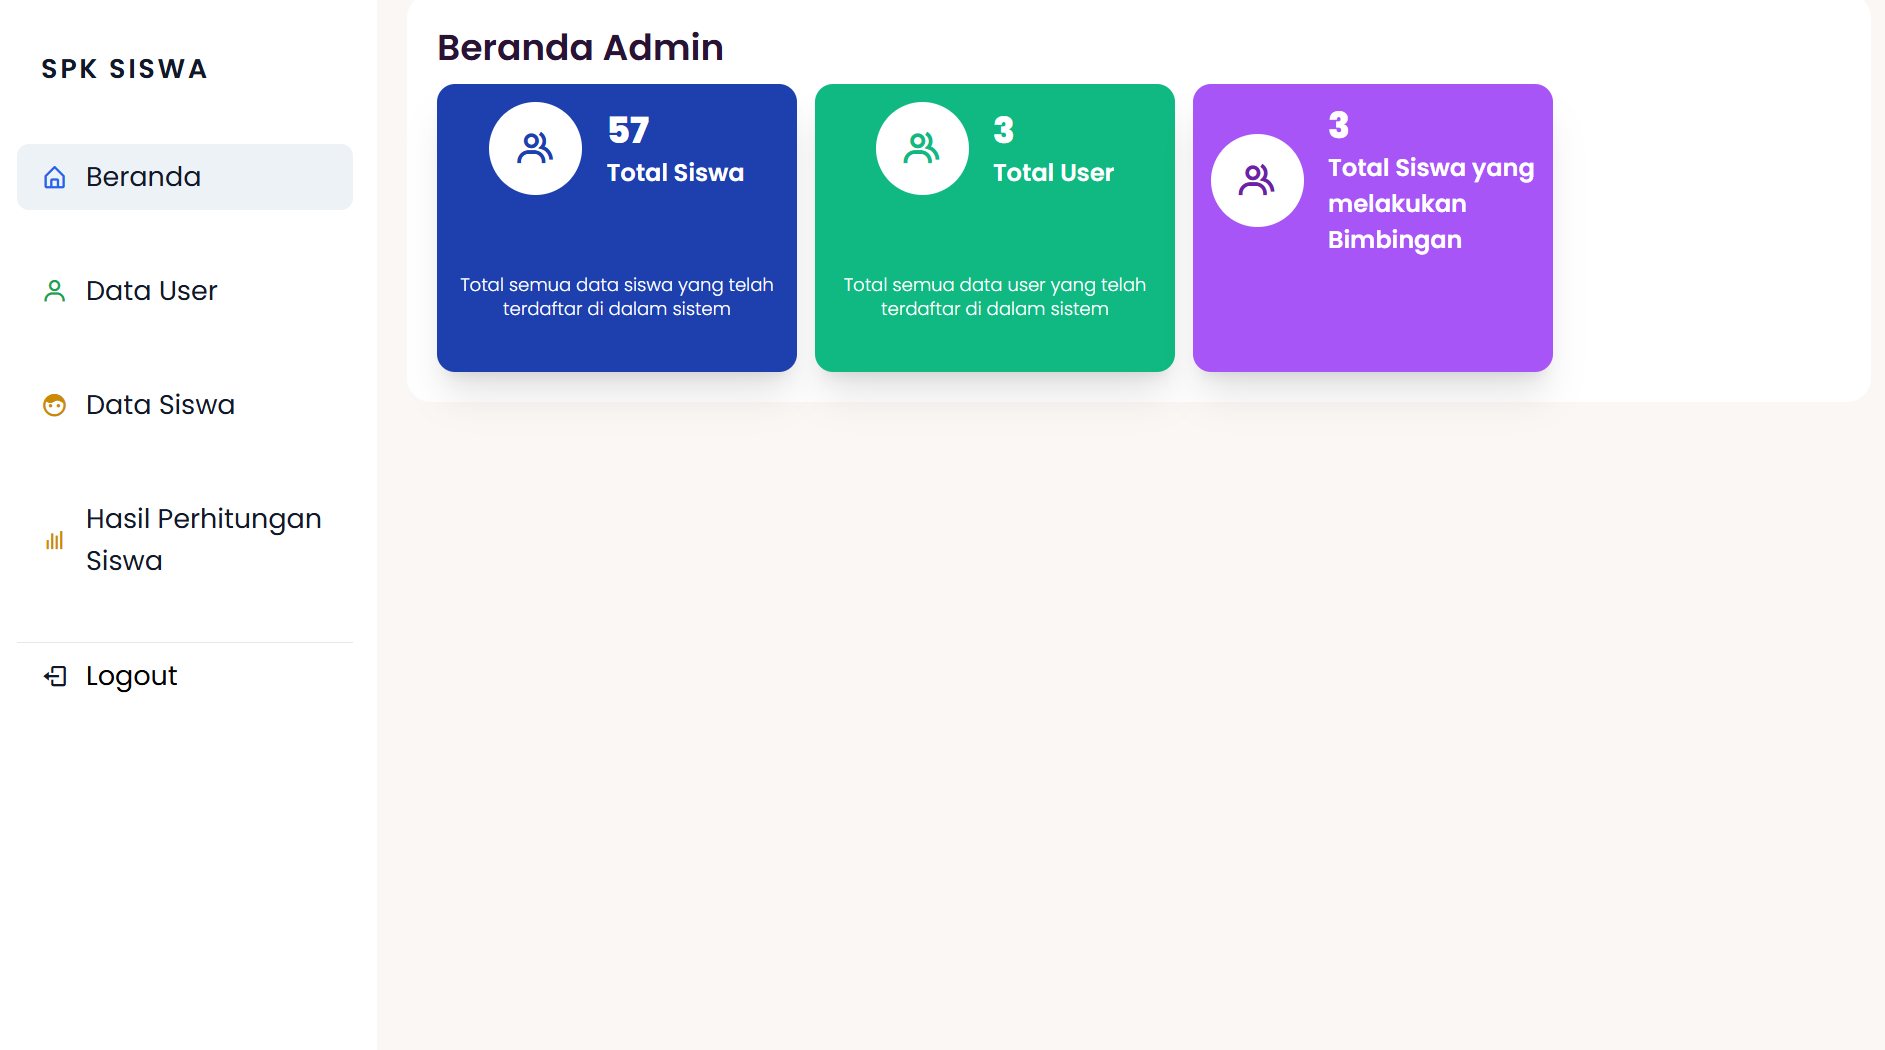 SPK SISWA
Beranda
Data User
Data Siswa
Hasil Perhitungan
Siswa
Logout
Beranda Admin
57
Total Siswa
Total semua data siswa yang telah
terdaftar di dalam sistem
3
Total User
Total semua data user yang telah
terdaftar di dalam sistem
3
Total Siswa yang
melakukan
Bimbingan